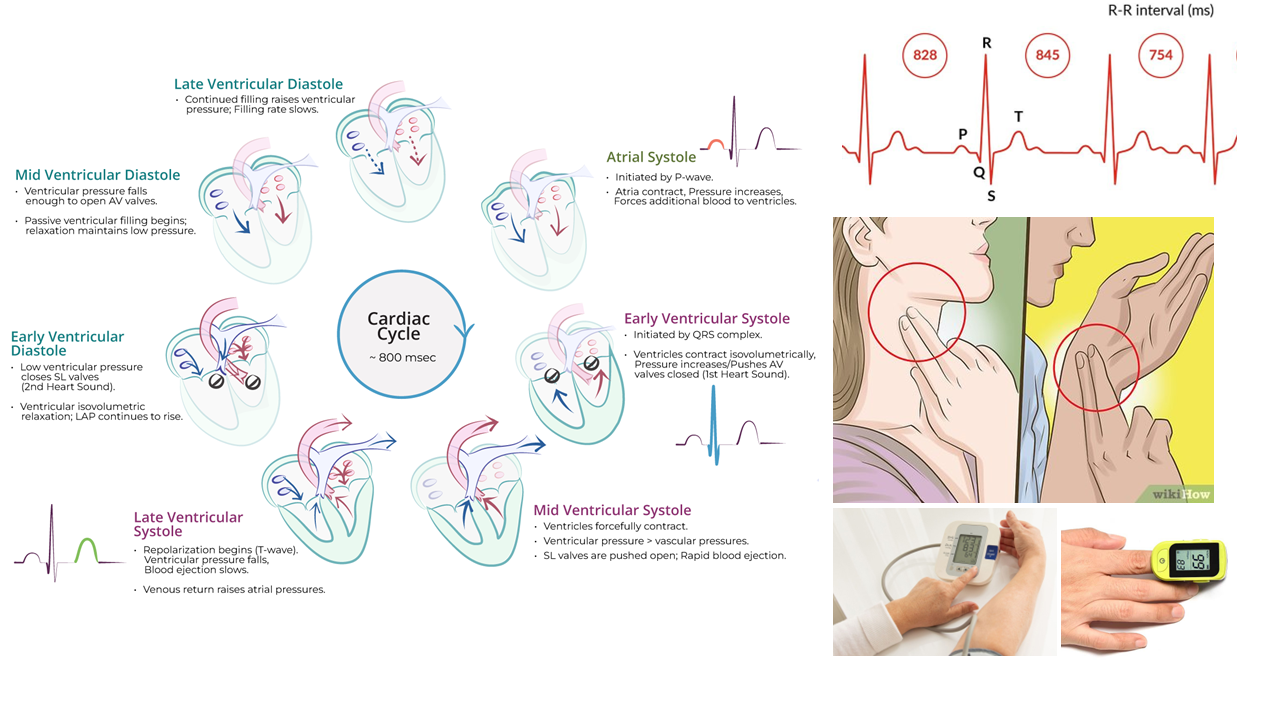 Late Ventricular Diastole
• Continued filling raises ventricular
pressure; Filling rate slows.
Mid Ventricular Diastole
• Ventricular pressure falls
enough to open AV valves.
• Passive ventricular filling begins;
relaxation maintains low pressure.
Atrial Systole
• Initiated by P-wave.
• Atria contract, Pressure increases,
Forces additional blood to ventricles.
Cardiac
Cycle
~ 800 msec
Early Ventricular
Diastole
• Low ventricular pressure
closes SL valves
(2nd Heart Sound).
• Ventricular isovolumetric
relaxation; LAP continues to rise.
Early Ventricular Systole
• Initiated by QRS complex.
• Ventricles contract isovolumetrically,
Pressure increases/Pushes AV
valves closed (1st Heart Sound).
Late Ventricular
Systole
• Repolarization begins (T-wave).
Ventricular pressure falls,
Blood ejection slows.
• Venous return raises atrial pressures.
Mid Ventricular Systole
• Ventricles forcefully contract.
• Ventricular pressure > vascular pressures.
• SL valves are pushed open; Rapid blood ejection.
R-R interval (ms)
828
R
845
754
P
T
Q
S
wikiHow
99